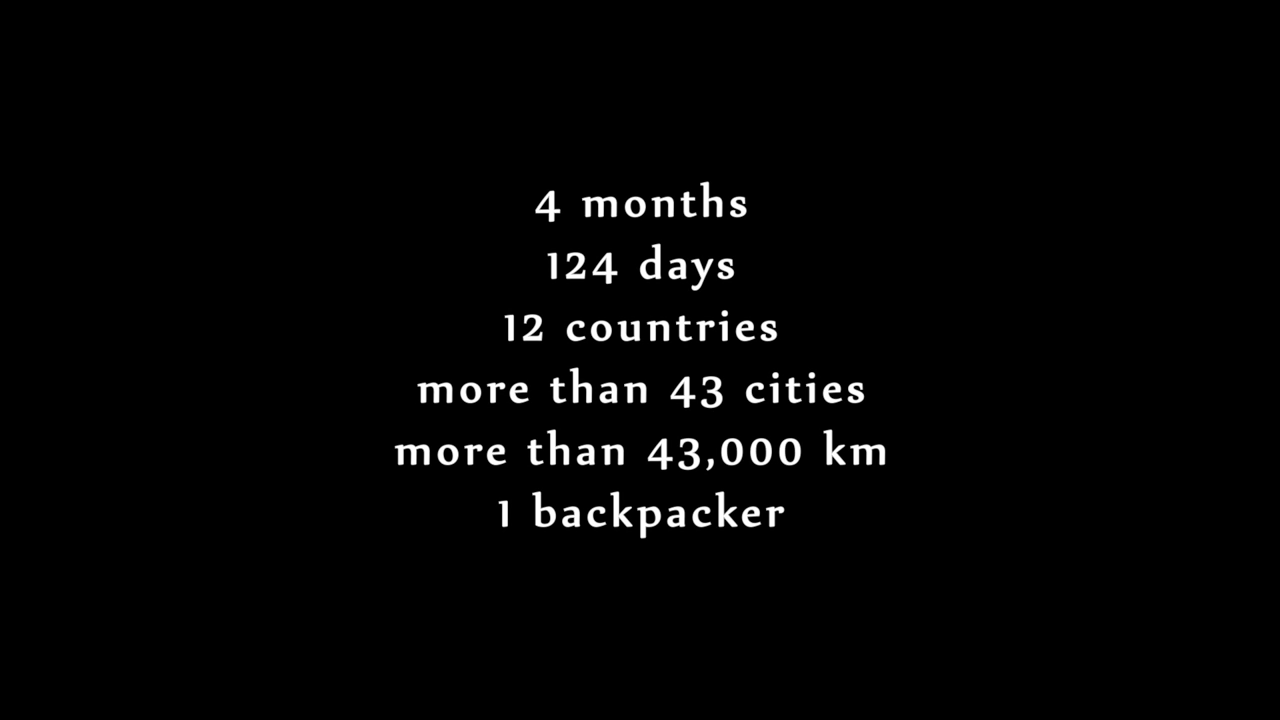 4 months
124 days
12 countries
more than 43 cities
more than 43,000 km
1 backpacker